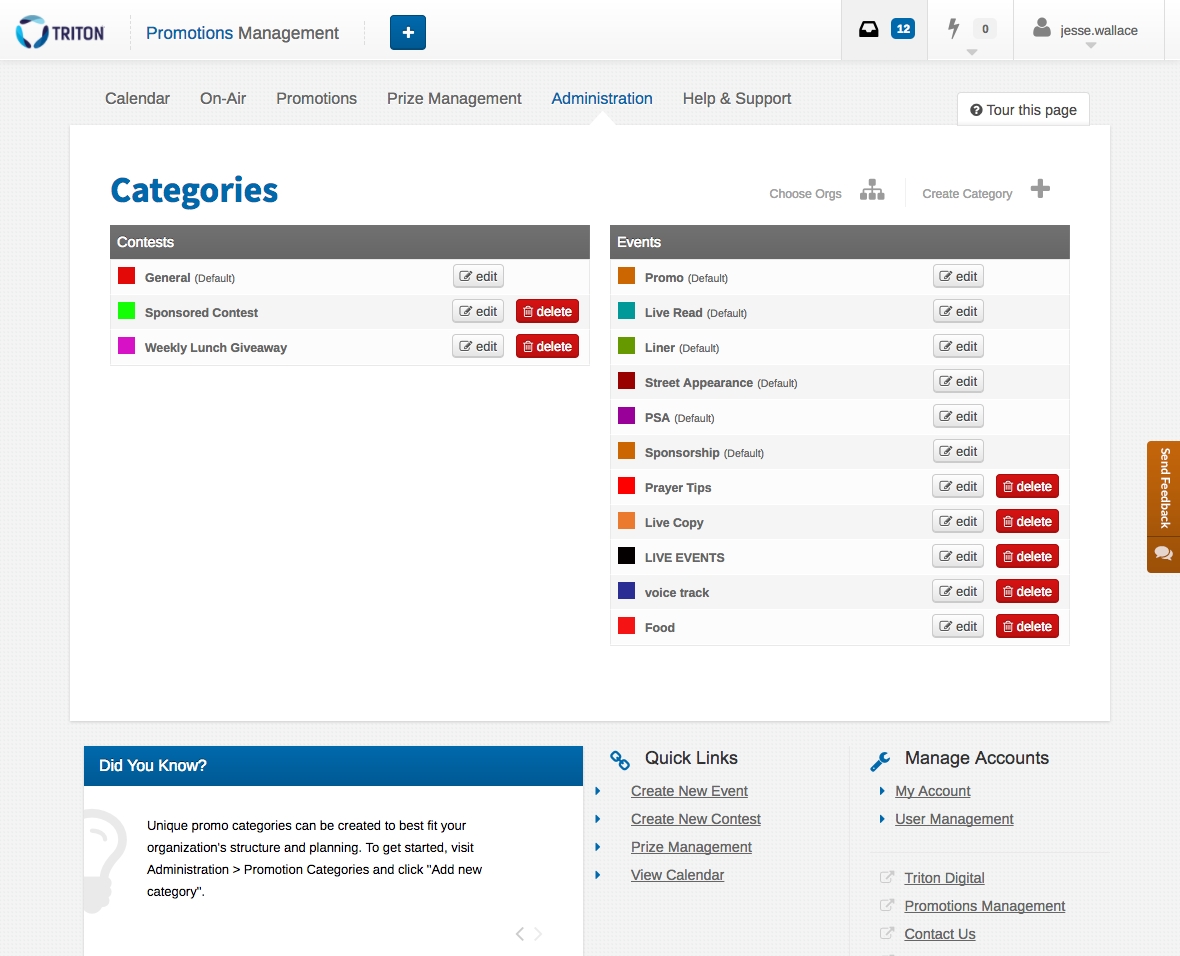 TRITON
Promotions Management
+
12
0
jesse.wallace
Calendar On-Air Promotions Prize Management Administration Help & Support
Tour this page
Categories
Choose Orgs
Create Category
Contests
General (Default) edit
Sponsored Contest edit delete
Weekly Lunch Giveaway edit delete
Events
Promo (Default) edit
Live Read (Default) edit
Liner (Default) edit
Street Appearance (Default) edit
PSA (Default) edit
Sponsorship (Default) edit
Prayer Tips edit delete
Live Copy edit delete
LIVE EVENTS edit delete
voice track edit delete
Food edit delete
Send Feedback
Did You Know?
Unique promo categories can be created to best fit your
organization's structure and planning. To get started, visit
Administration > Promotion Categories and click "Add new
category".
Quick Links
Create New Event
Create New Contest
Prize Management
View Calendar
Manage Accounts
My Account
User Management
Triton Digital
Promotions Management
Contact Us